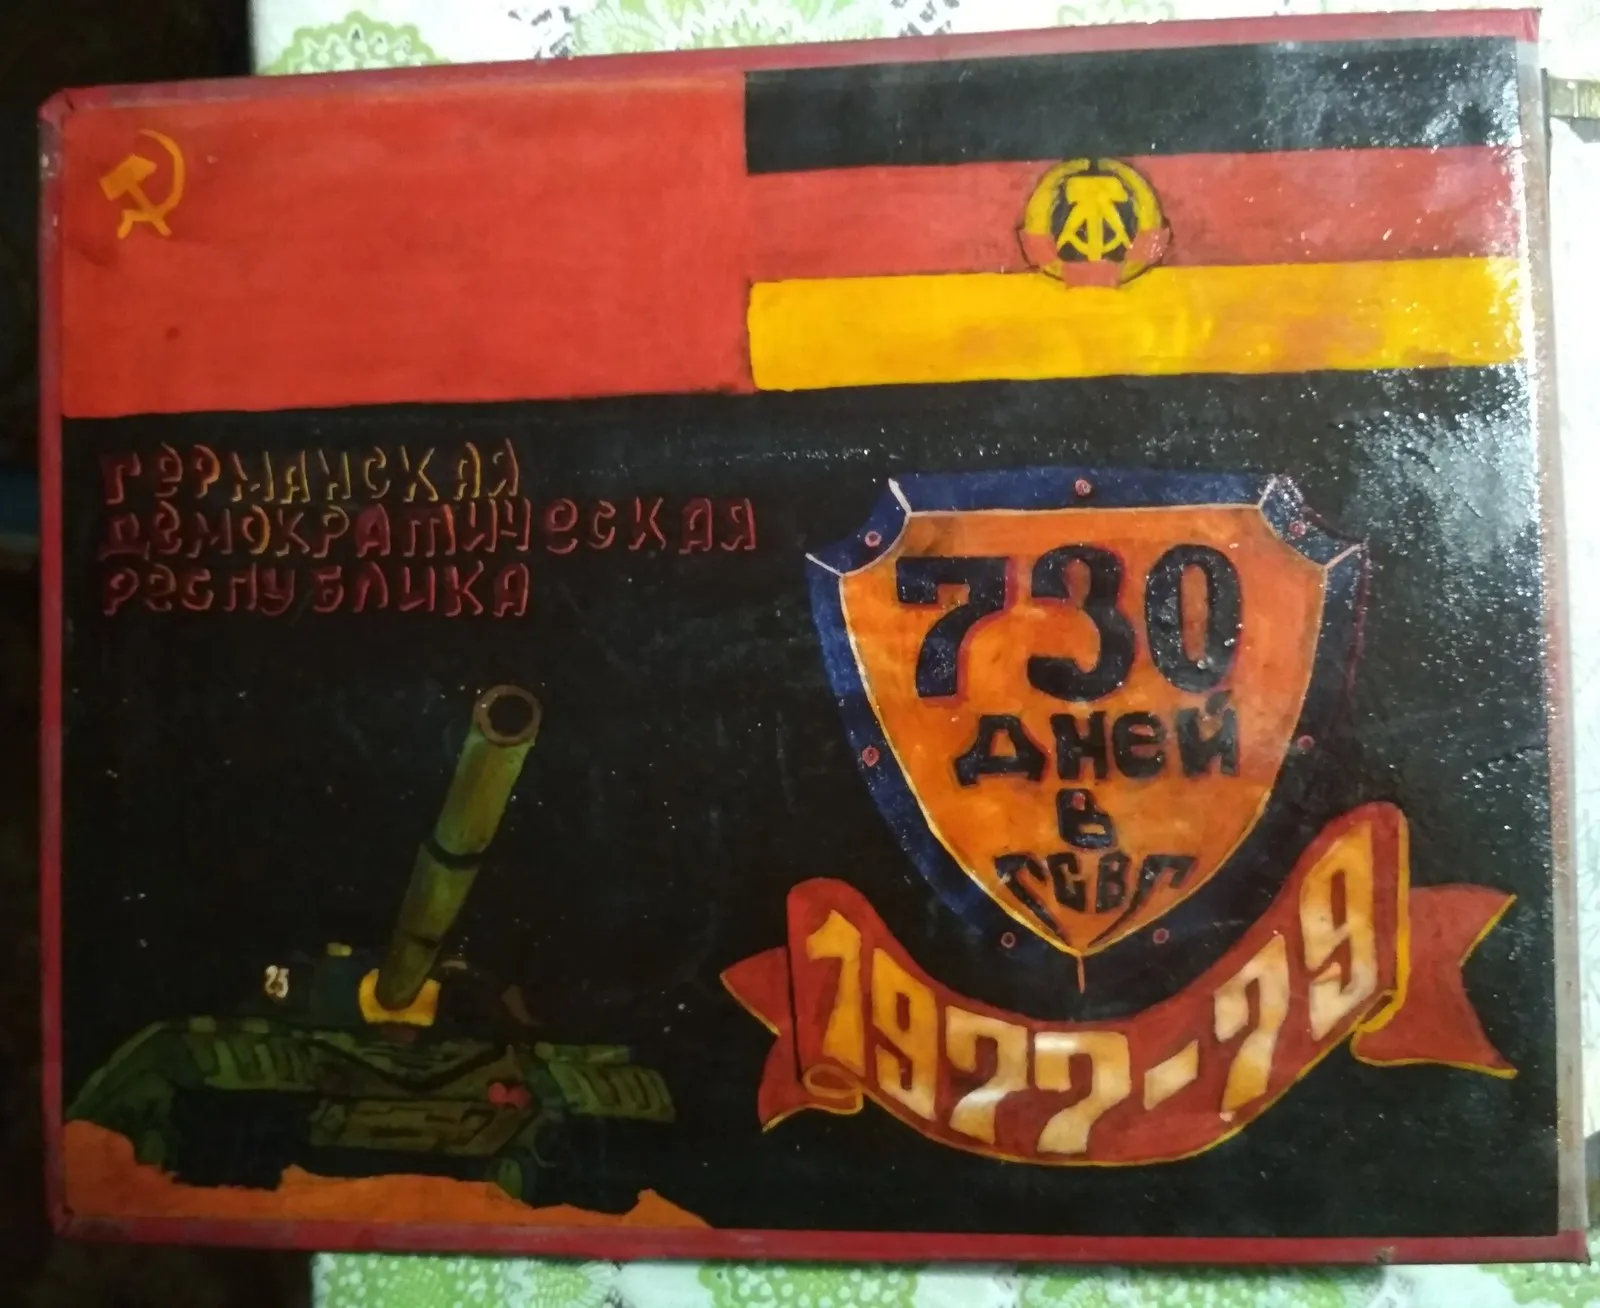 ГЕРМАНСКАЯ
ДЕМОКРАТИЧЕСКАЯ
РЕСПУБЛИКА
730
ДНЕЙ
В
ГСВГ
1977-79
25